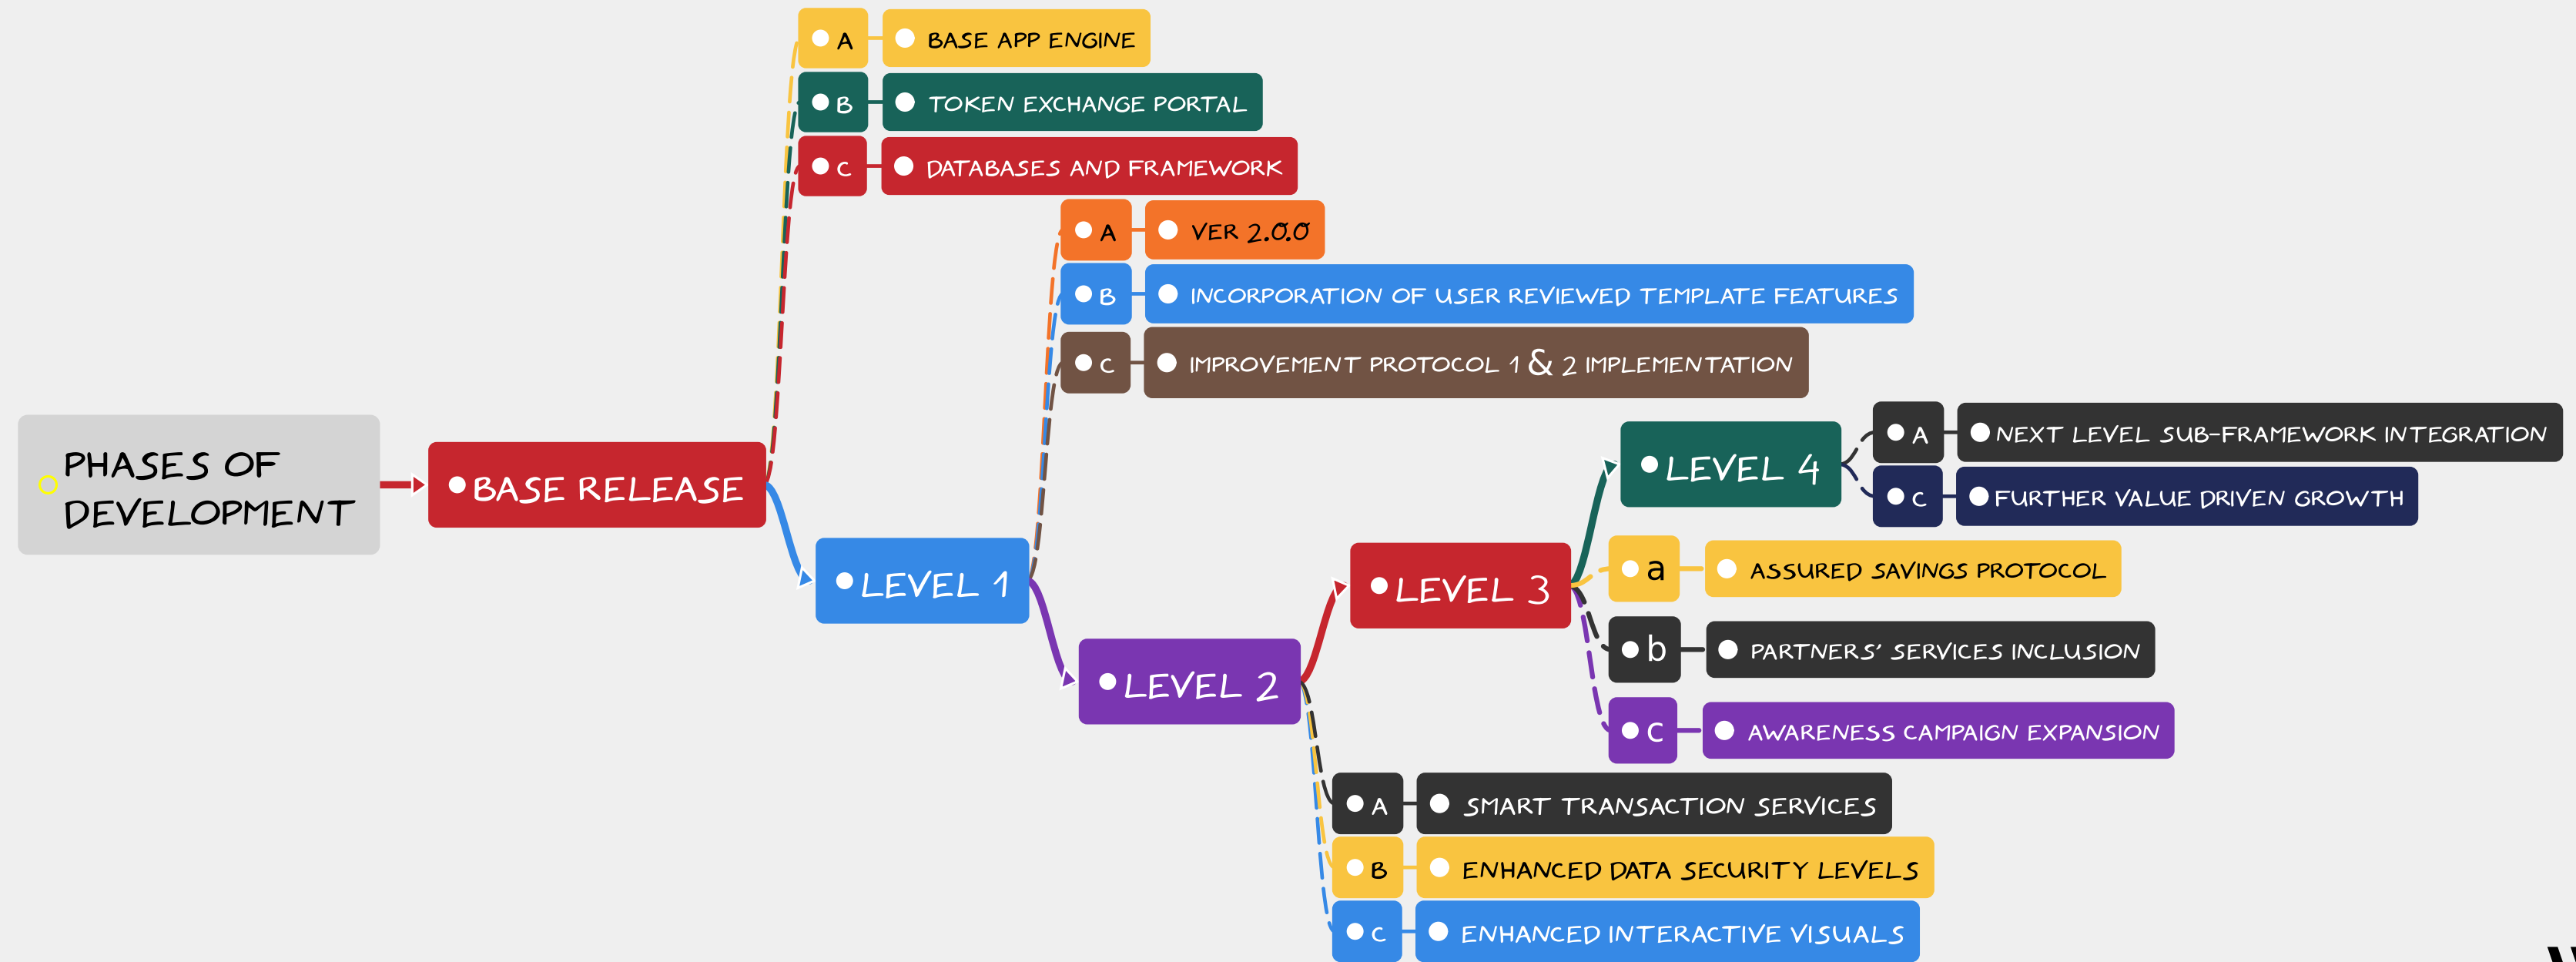 A BASE APP ENGINE
B TOKEN EXCHANGE PORTAL
C DATABASES AND FRAMEWORK
A VER 2.0.0
B INCORPORATION OF USER REVIEWED TEMPLATE FEATURES
C IMPROVEMENT PROTOCOL 1 & 2 IMPLEMENTATION
PHASES OF
DEVELOPMENT
BASE RELEASE
LEVEL 1
LEVEL 2
LEVEL 3
LEVEL 4
A NEXT LEVEL SUB-FRAMEWORK INTEGRATION
C FURTHER VALUE DRIVEN GROWTH
a ASSURED SAVINGS PROTOCOL
b PARTNERS' SERVICES INCLUSION
c AWARENESS CAMPAIGN EXPANSION
A SMART TRANSACTION SERVICES
B ENHANCED DATA SECURITY LEVELS
C ENHANCED INTERACTIVE VISUALS